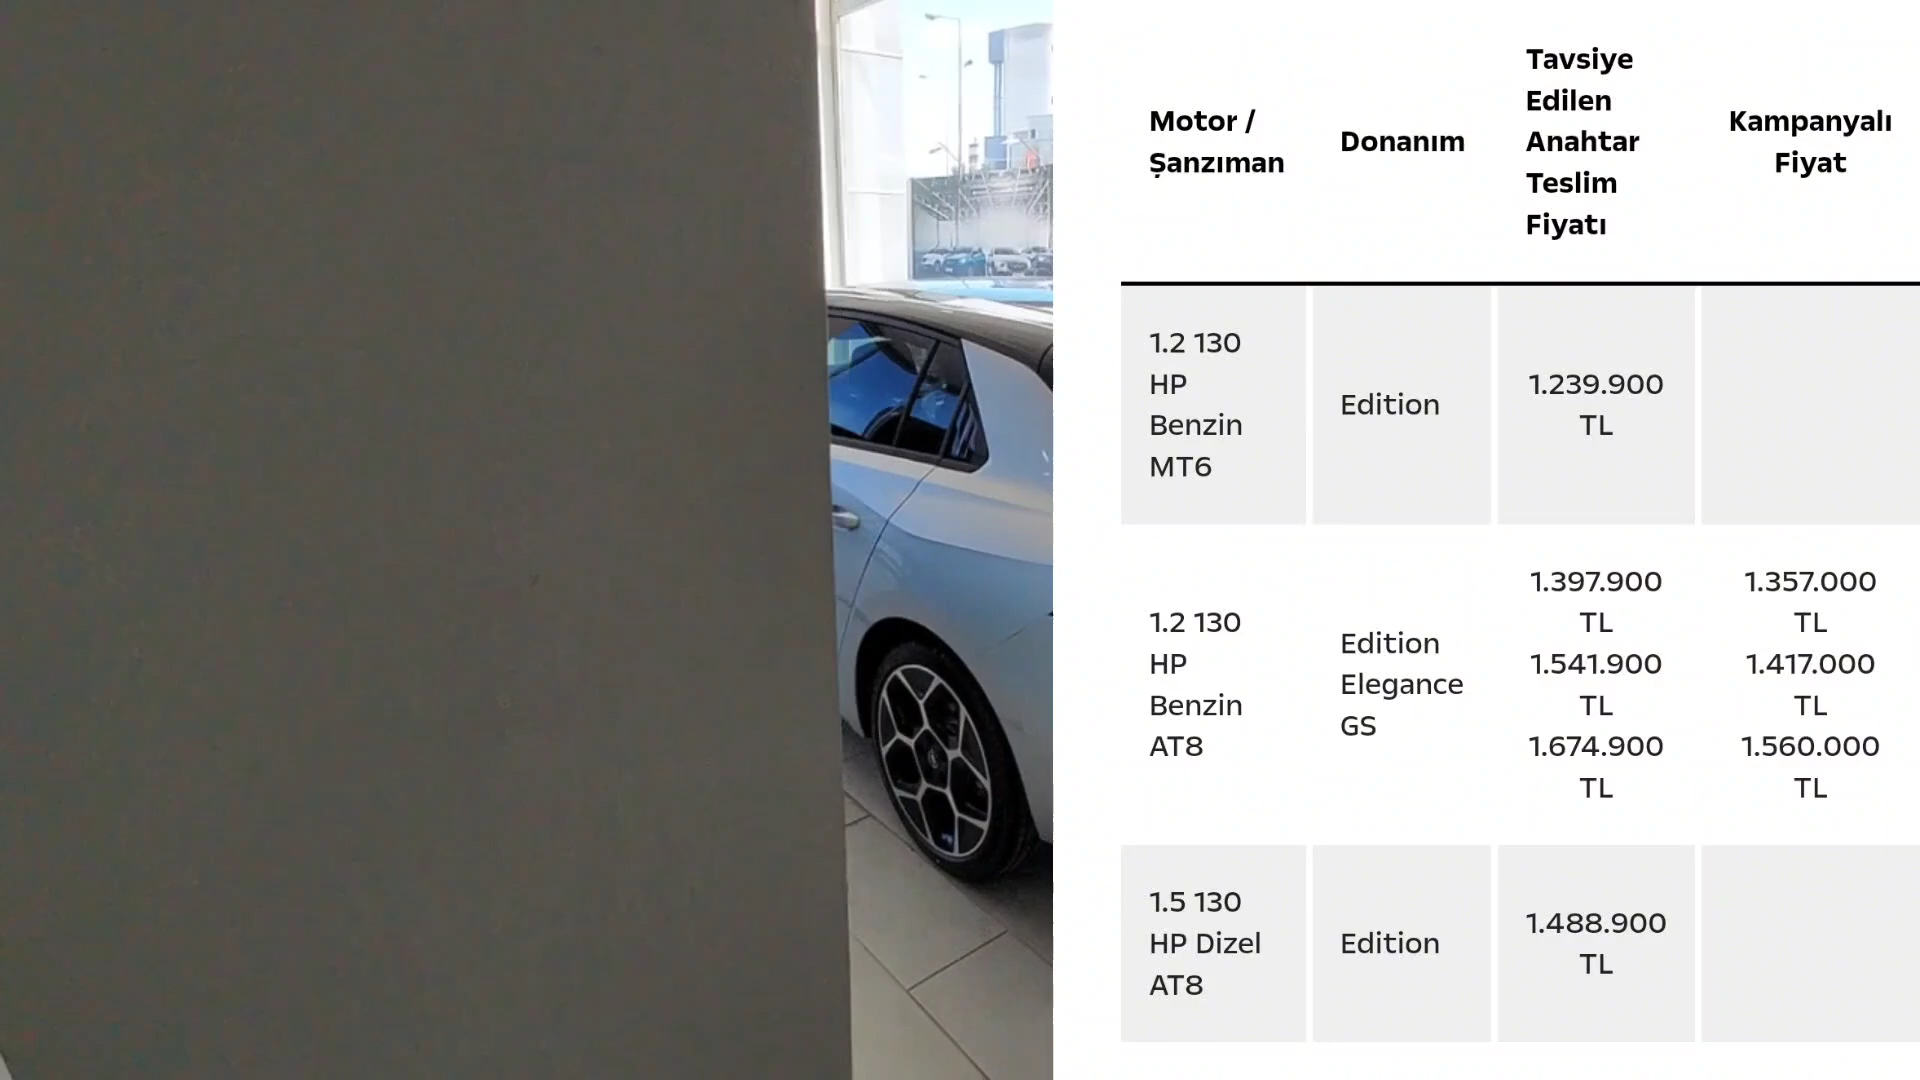 Motor /
Şanzıman
Donanım
Tavsiye
Edilen
Anahtar
Teslim
Fiyatı
Kampanyalı
Fiyat
1.2 130
HP
Benzin
MT6
Edition
1.239.900
TL
1.2 130
HP
Benzin
AT8
Edition
Elegance
GS
1.397.900
TL
1.541.900
TL
1.674.900
TL
1.357.000
TL
1.417.000
TL
1.560.000
TL
1.5 130
HP Dizel
AT8
Edition
1.488.900
TL